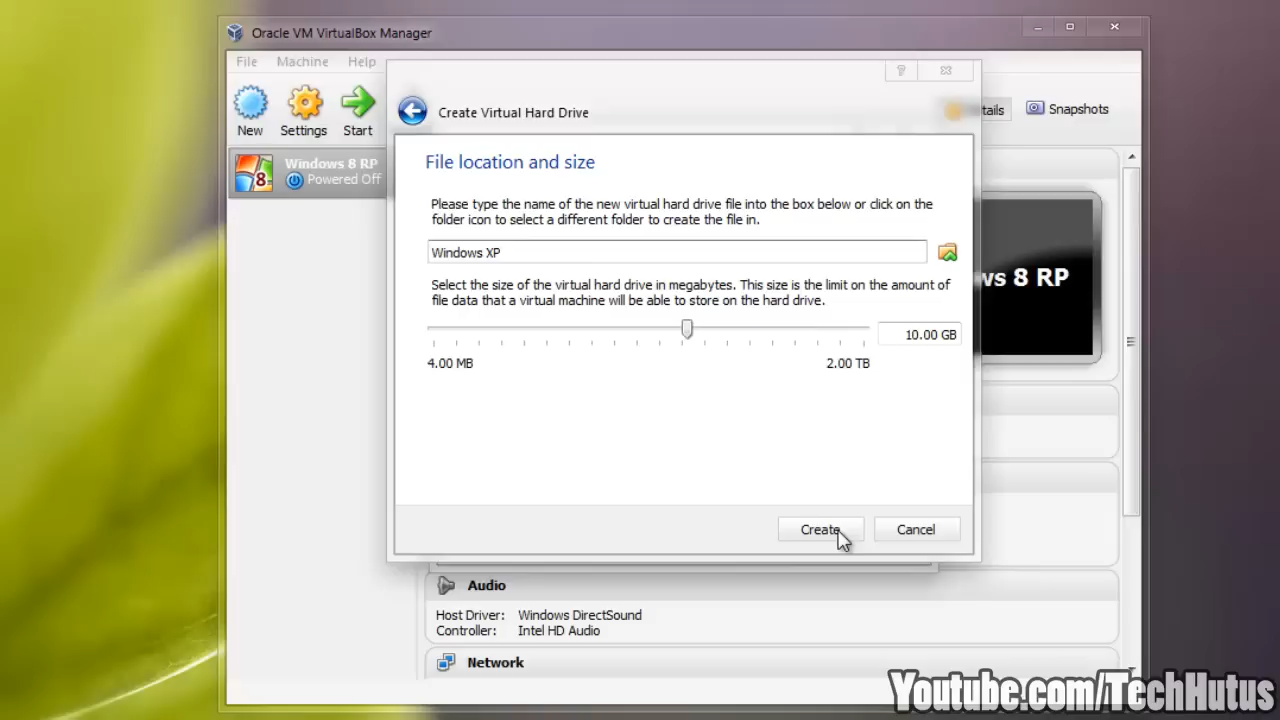 Oracle VM VirtualBox Manager
File Machine Help
?
New Settings Start
Create Virtual Hard Drive
Snapshots
Windows 8 RP
Powered Off
8
File location and size
Please type the name of the new virtual hard drive file into the box below or click on the
folder icon to select a different folder to create the file in.
Windows XP
Select the size of the virtual hard drive in megabytes. This size is the limit on the amount of
file data that a virtual machine will be able to store on the hard drive.
10.00 GB
4.00 MB 2.00 TB
8 RP
Create Cancel
Audio
Host Driver: Windows DirectSound
Controller: Intel HD Audio
Network
Youtube.com/TechHutus